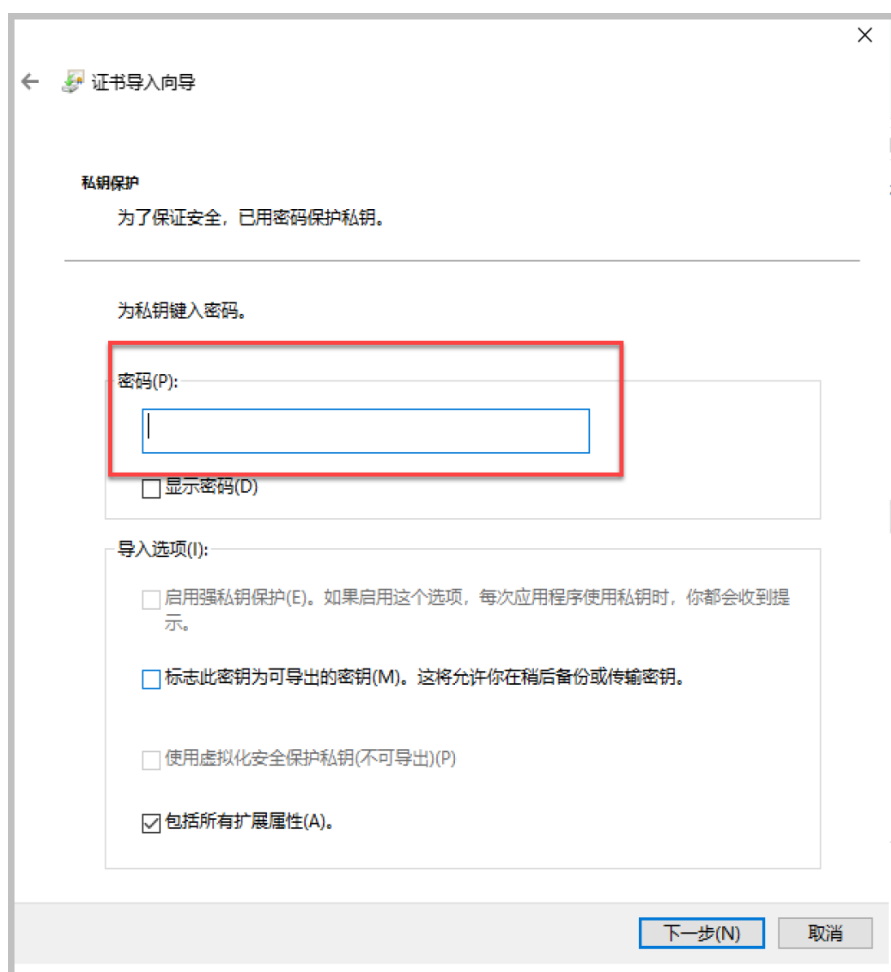 证书导入向导
私钥保护
为了保证安全，已用密码保护私钥。
为私钥键入密码。
密码(P):
显示密码(D)
导入选项(I):
启用强私钥保护(E)。如果启用这个选项，每次应用程序使用私钥时，你都会收到提
示。
标志此密钥为可导出的密钥(M)。这将允许你在稍后备份或传输密钥。
使用虚拟化安全保护私钥(不可导出)(P)
包括所有扩展属性(A)。
下一步(N)
取消